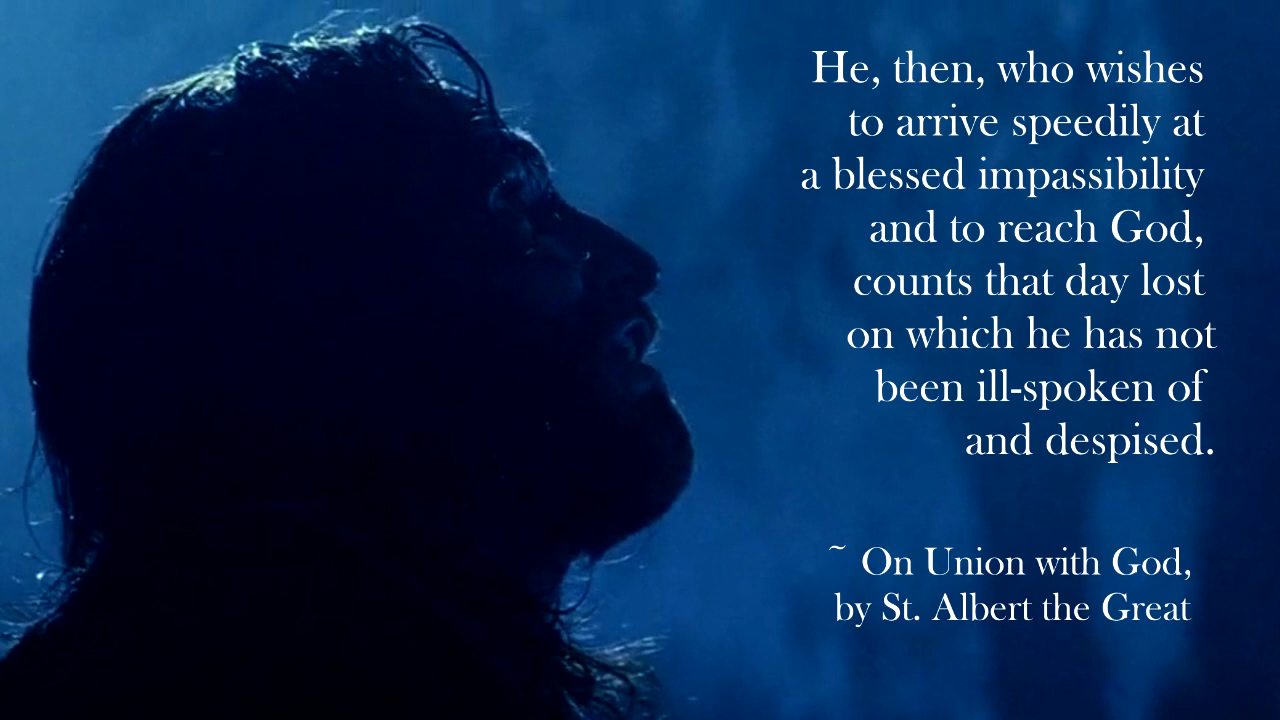 He, then, who wishes
to arrive speedily at
a blessed impassibility
and to reach God,
counts that day lost
on which he has not
been ill-spoken of
and despised.
~ On Union with God,
by St. Albert the Great